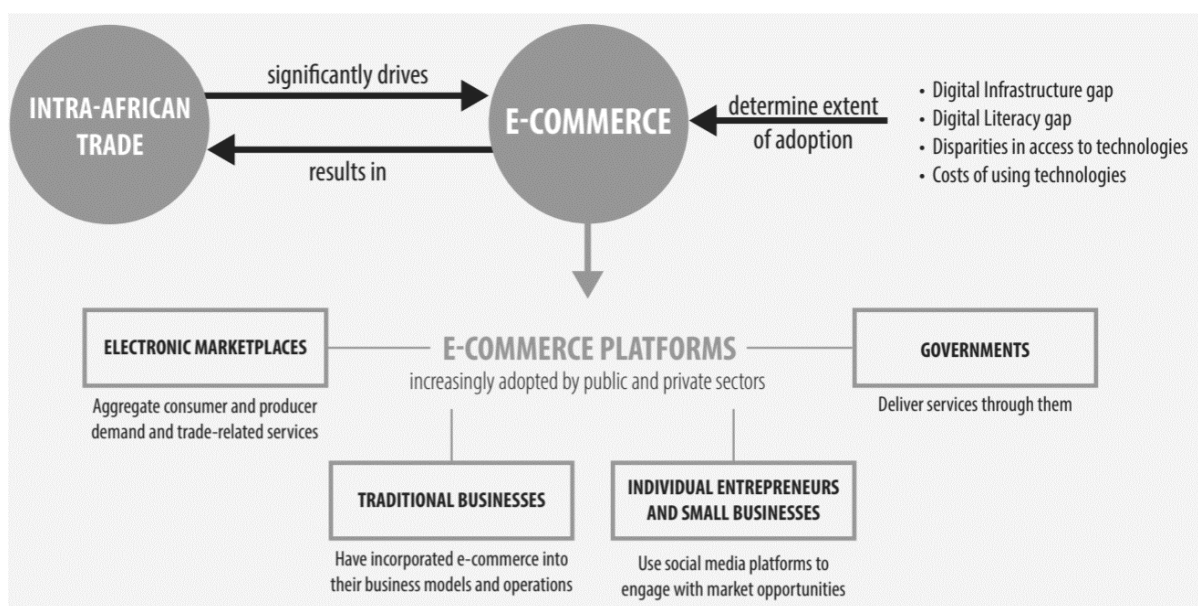 INTRA-AFRICAN
TRADE
significantly drives
results in
E-COMMERCE
determine extent
of adoption
• Digital Infrastructure gap
• Digital Literacy gap
• Disparities in access to technologies
• Costs of using technologies
E-COMMERCE PLATFORMS
increasingly adopted by public and private sectors
ELECTRONIC MARKETPLACES
Aggregate consumer and producer
demand and trade-related services
GOVERNMENTS
Deliver services through them
TRADITIONAL BUSINESSES
Have incorporated e-commerce into
their business models and operations
INDIVIDUAL ENTREPRENEURS
AND SMALL BUSINESSES
Use social media platforms to
engage with market opportunities